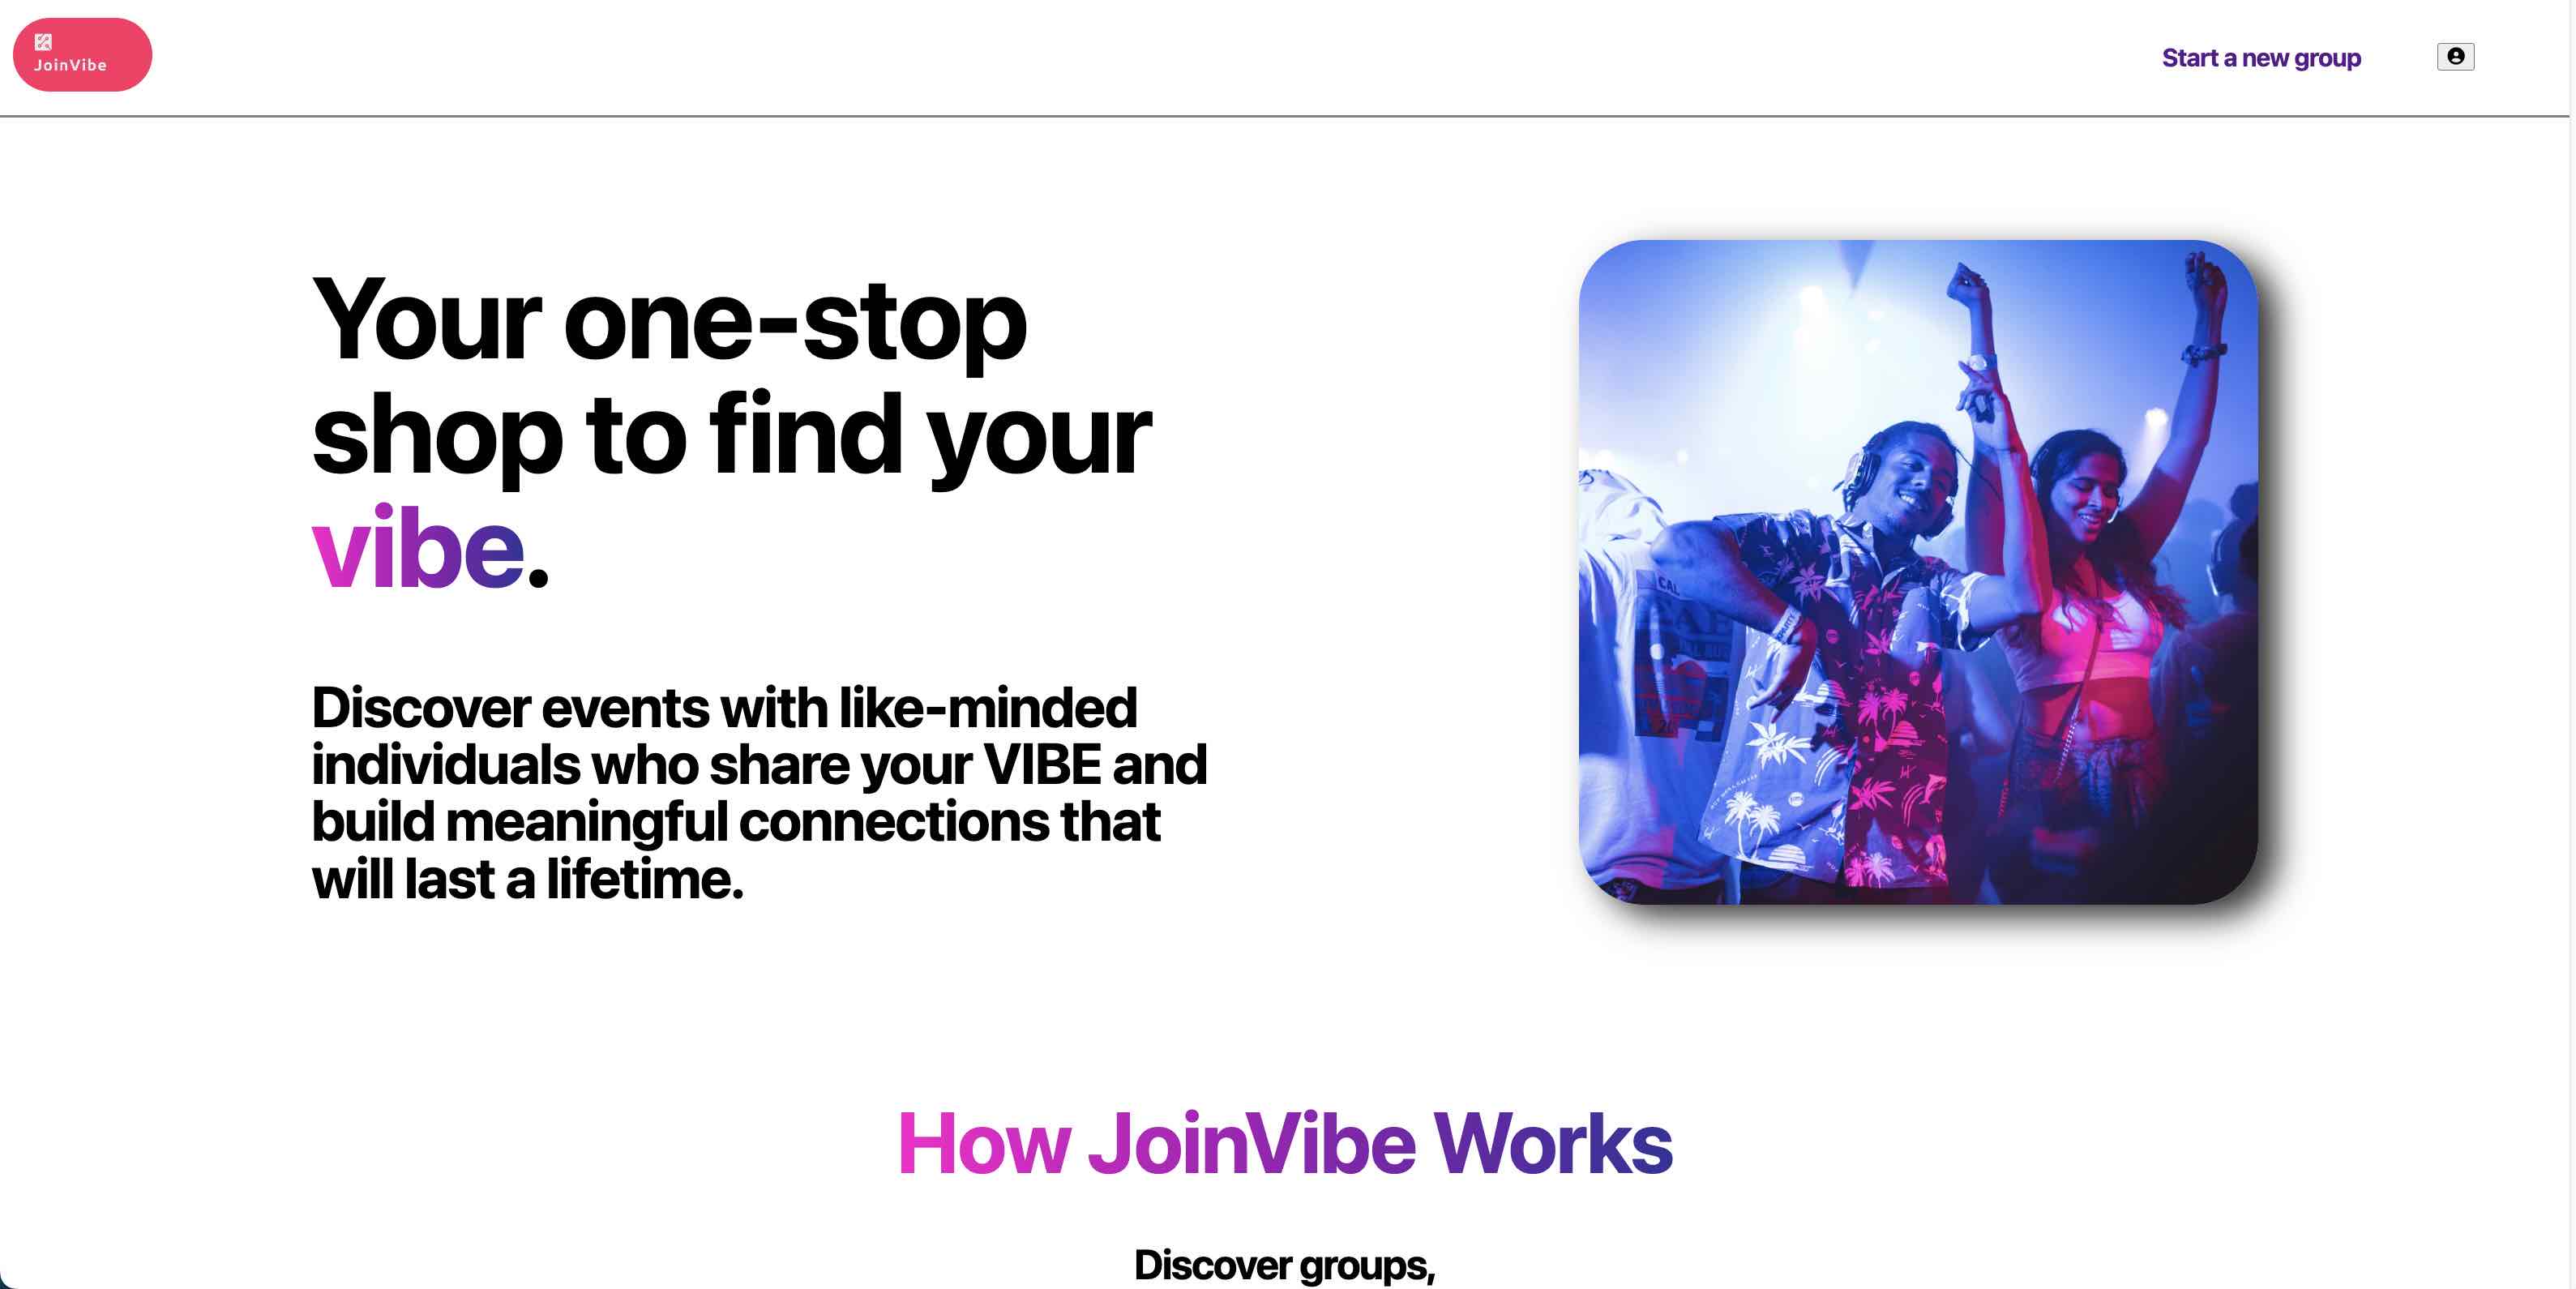 JoinVibe
Start a new group
Your one-stop
shop to find your
vibe.
Discover events with like-minded
individuals who share your VIBE and
build meaningful connections that
will last a lifetime.
How JoinVibe Works
Discover groups,